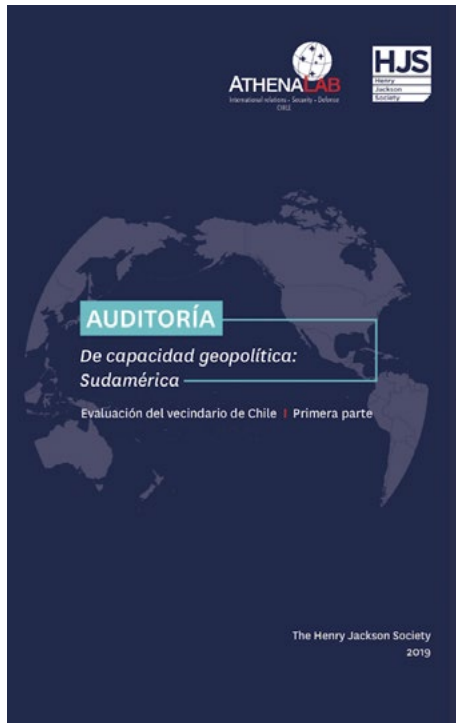 ATHENALAB
International relations - Security - Defense
CHILE
HJS
Henry
Jackson
Society
AUDITORÍA
De capacidad geopolítica:
Sudamérica
Evaluación del vecindario de Chile | Primera parte
The Henry Jackson Society
2019